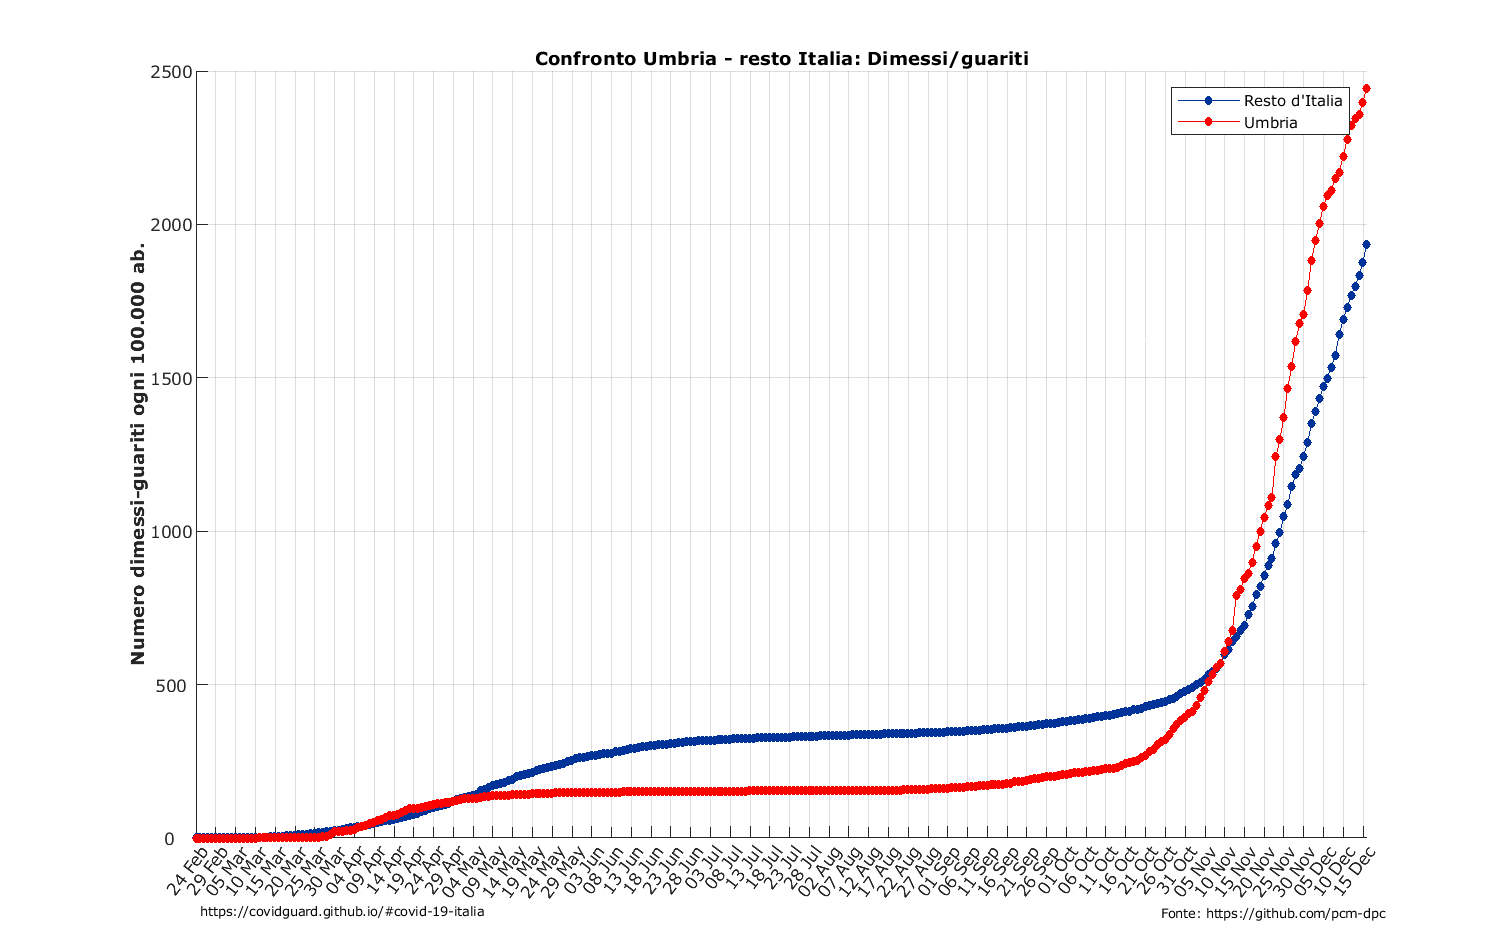 Confronto Umbria - resto Italia: Dimessi/guariti
Resto d'Italia
Umbria
Numero dimessi-guariti ogni 100.000 ab.
2500
2000
1500
1000
500
0
24 Feb
29 Feb
05 Mar
10 Mar
15 Mar
20 Mar
25 Mar
30 Mar
04 Apr
09 Apr
14 Apr
19 Apr
24 Apr
29 Apr
04 May
09 May
14 May
19 May
24 May
29 May
03 Jun
08 Jun
13 Jun
18 Jun
23 Jun
28 Jun
03 Jul
08 Jul
13 Jul
18 Jul
23 Jul
28 Jul
02 Aug
07 Aug
12 Aug
17 Aug
22 Aug
27 Aug
01 Sep
06 Sep
11 Sep
16 Sep
21 Sep
26 Sep
01 Oct
06 Oct
11 Oct
16 Oct
21 Oct
26 Oct
31 Oct
05 Nov
10 Nov
15 Nov
20 Nov
25 Nov
30 Nov
05 Dec
10 Dec
15 Dec
https://covidguard.github.io/#covid-19-italia
Fonte: https://github.com/pcm-dpc